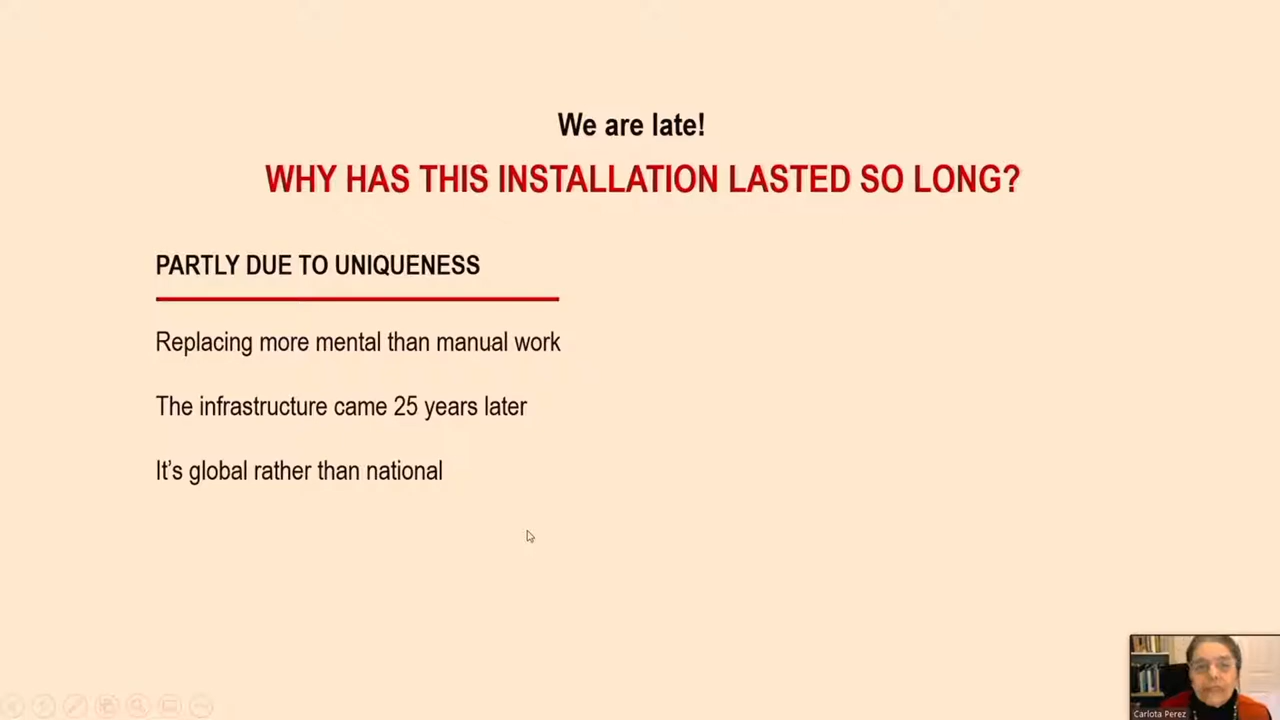 We are late!
WHY HAS THIS INSTALLATION LASTED SO LONG?
PARTLY DUE TO UNIQUENESS
Replacing more mental than manual work
The infrastructure came 25 years later
It's global rather than national
Carlota Perez